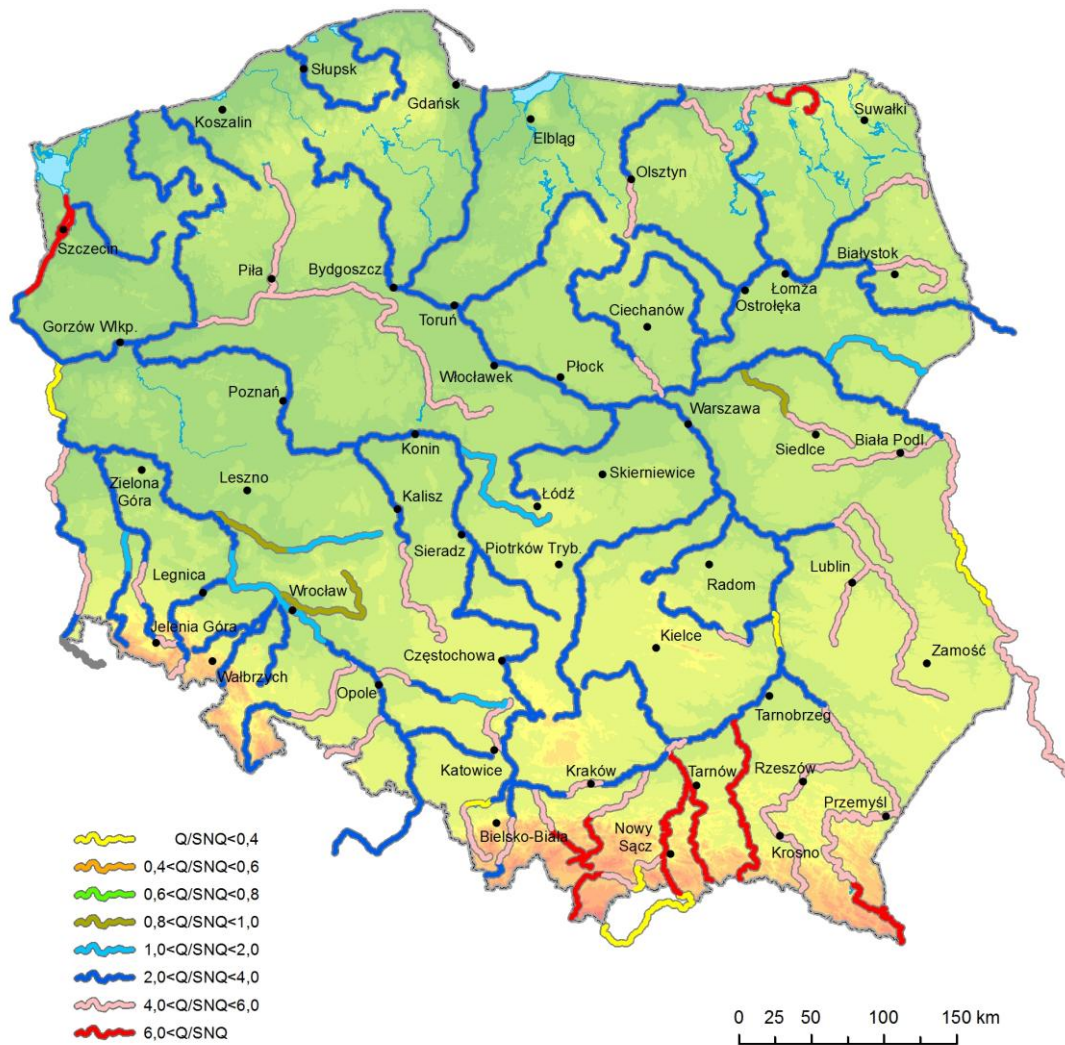 Słupsk
Gdańsk
Koszalin
Elbląg
Suwałki
Olsztyn
Szczecin
Piła
Bydgoszcz
Białystok
Łomża
Ostrołęka
Toruń
Ciechanów
Gorzów Wlkp.
Włocławek
Płock
Poznań
Warszawa
Konin
Siedlce
Biała Podl.
Zielona
Góra
Leszno
Skierniewice
Kalisz
Łódź
Sieradz
Piotrków Tryb.
Legnica
Wrocław
Radom
Lublin
Jelenia Góra
Kielce
Wałbrzych
Częstochowa
Zamość
Opole
Tarnobrzeg
Katowice
Kraków
Tarnów
Rzeszów
Przemyśl
Bielsko-Biała
Nowy
Sącz
Krosno
Q/SNQ<0,4
0,4<Q/SNQ<0,6
0,6<Q/SNQ<0,8
0,8<Q/SNQ<1,0
1,0<Q/SNQ<2,0
2,0<Q/SNQ<4,0
4,0<Q/SNQ<6,0
6,0<Q/SNQ
0 25 50 100 150 km